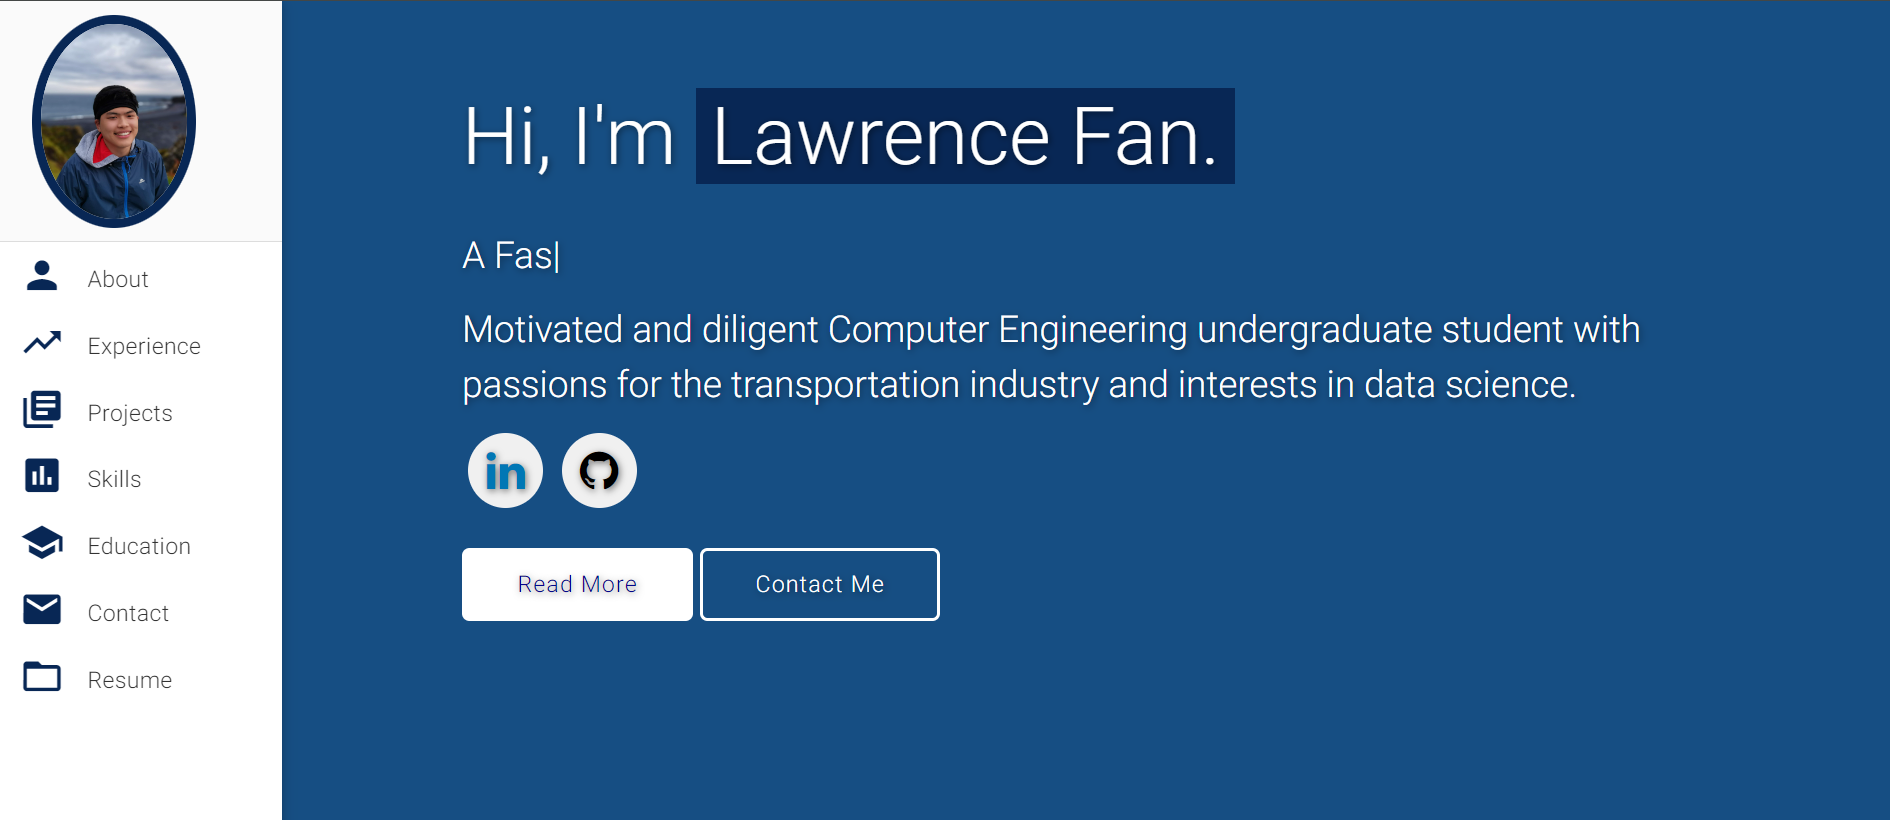 About
Experience
Projects
Skills
Education
Contact
Resume
Hi, I'm Lawrence Fan.
A Fas|
Motivated and diligent Computer Engineering undergraduate student with
passions for the transportation industry and interests in data science.
in
Read More
Contact Me